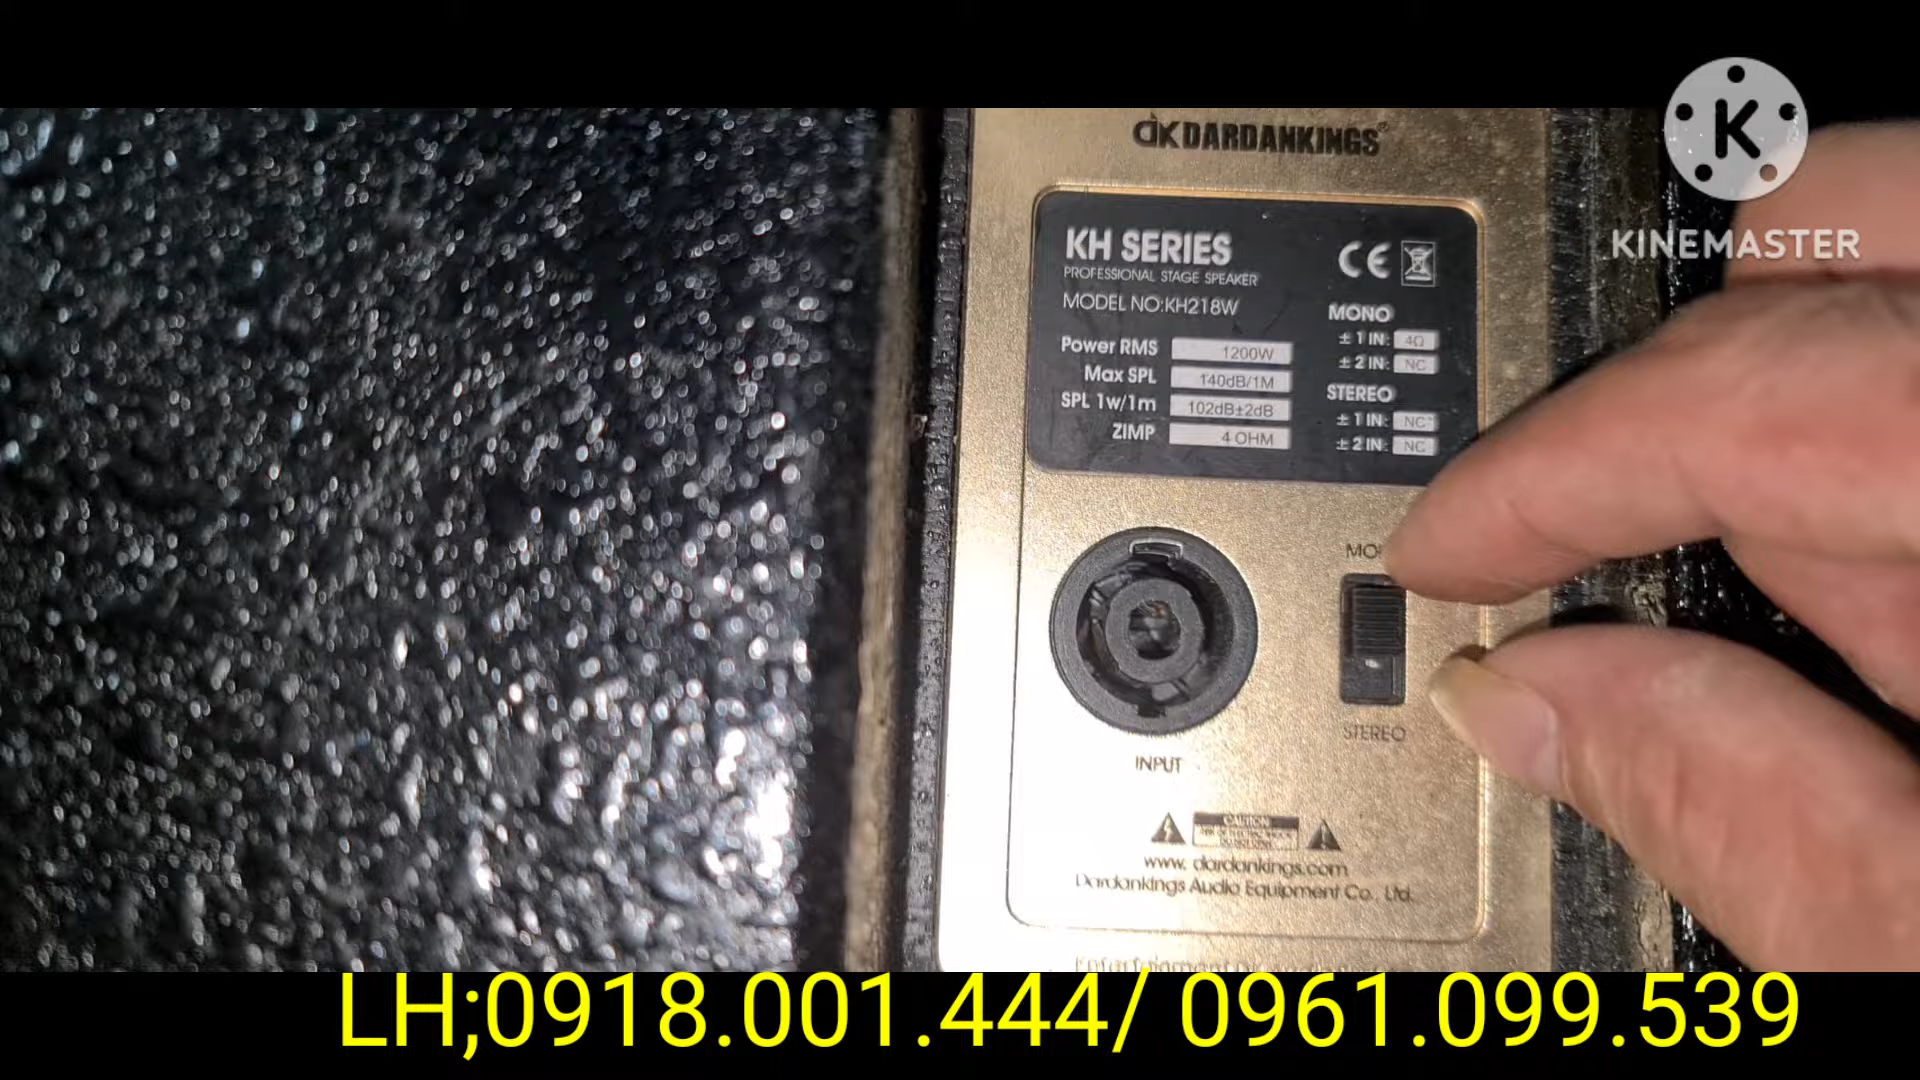 dK DARDANKINGS®
K
KINEMASTER
KH SERIES
PROFESSIONAL STAGE SPEAKER
MODEL NO:KH218W
Power RMS 1200W
Max SPL 140dB/1M
SPL 1w/1m 102dB±2dB
ZIMP 4 OHM
CE
MONO
± 1 IN: 4Ω
± 2 IN: NC
STEREO
± 1 IN: NC
± 2 IN: NC
STEREO
INPUT
CAUTION
www. dardankings.com
Dardankings Audio Equipment Co., Ltd.
LH;0918.001.444/ 0961.099.539